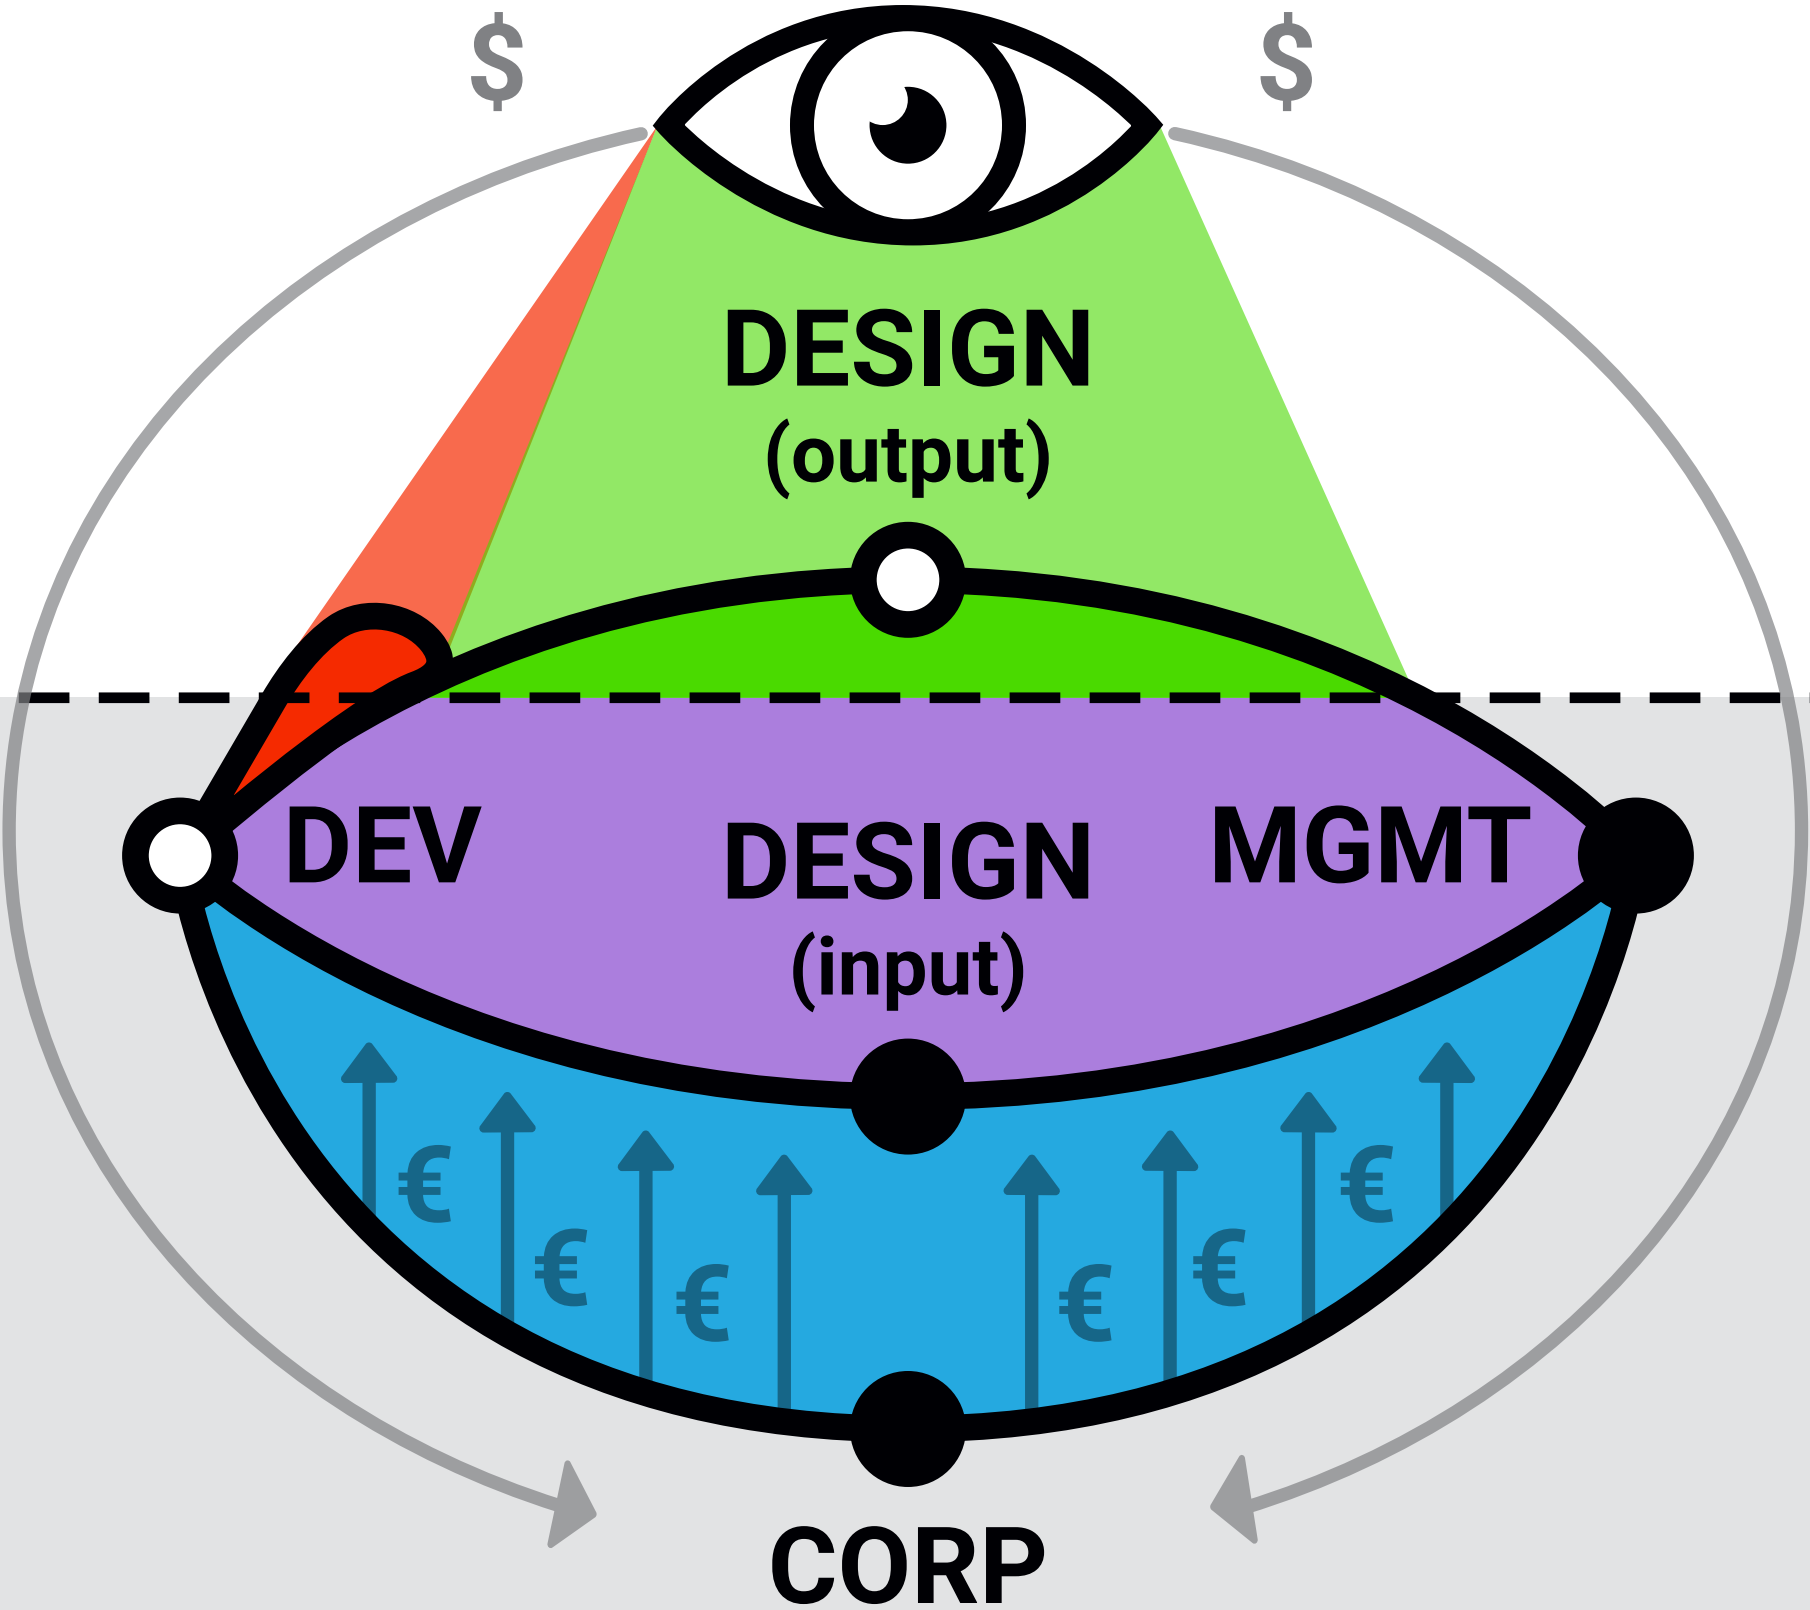 $ $
DESIGN
(output)
DEV
DESIGN
(input)
MGMT
€ €
€ €
€ €
CORP